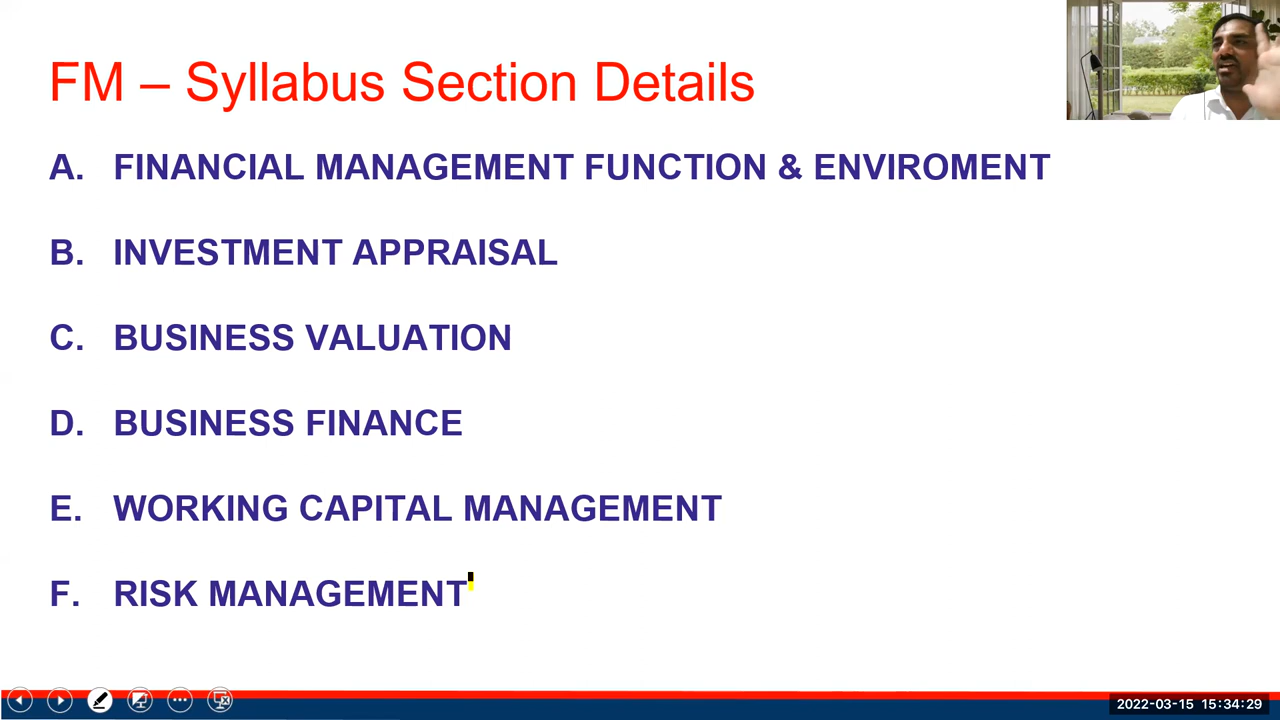 FM – Syllabus Section Details
A. FINANCIAL MANAGEMENT FUNCTION & ENVIROMENT
B. INVESTMENT APPRAISAL
C. BUSINESS VALUATION
D. BUSINESS FINANCE
E. WORKING CAPITAL MANAGEMENT
F. RISK MANAGEMENT
2022-03-15 15:34:29